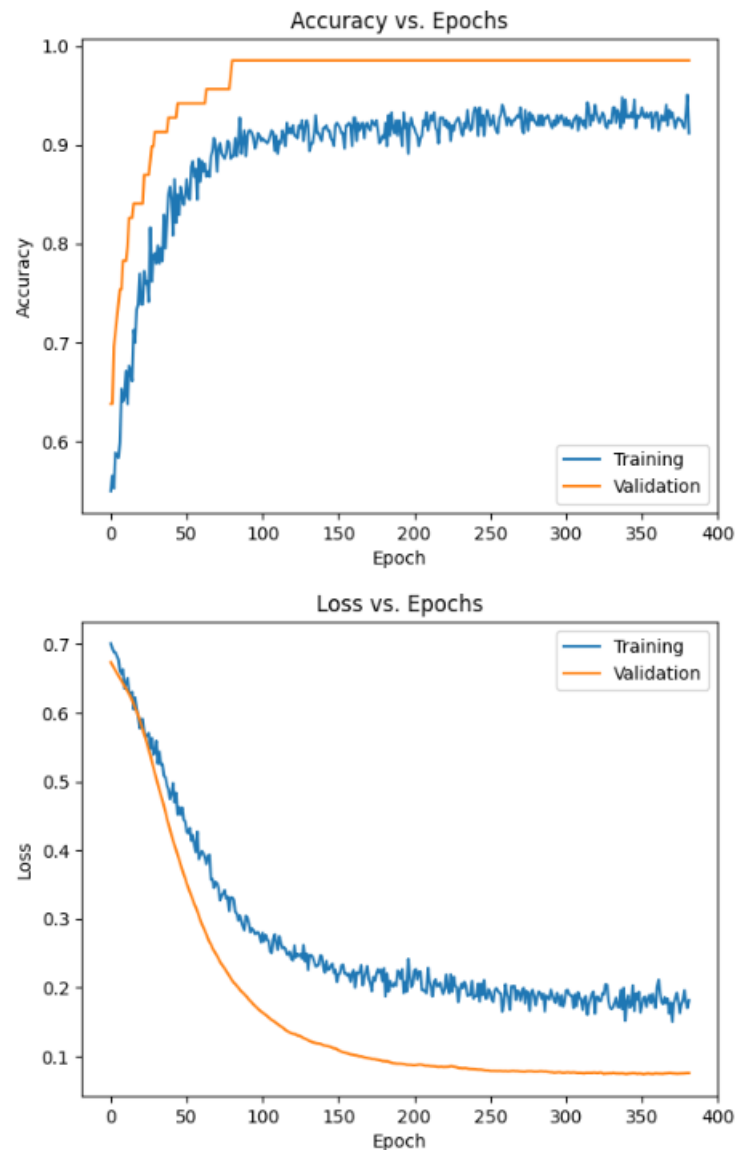 Accuracy vs. Epochs
1.0
0.9
0.8
0.7
0.6
Accuracy
Training
Validation
0 50 100 150 200 250 300 350 400
Epoch
Loss vs. Epochs
0.7
0.6
0.5
0.4
0.3
0.2
0.1
Loss
Training
Validation
0 50 100 150 200 250 300 350 400
Epoch